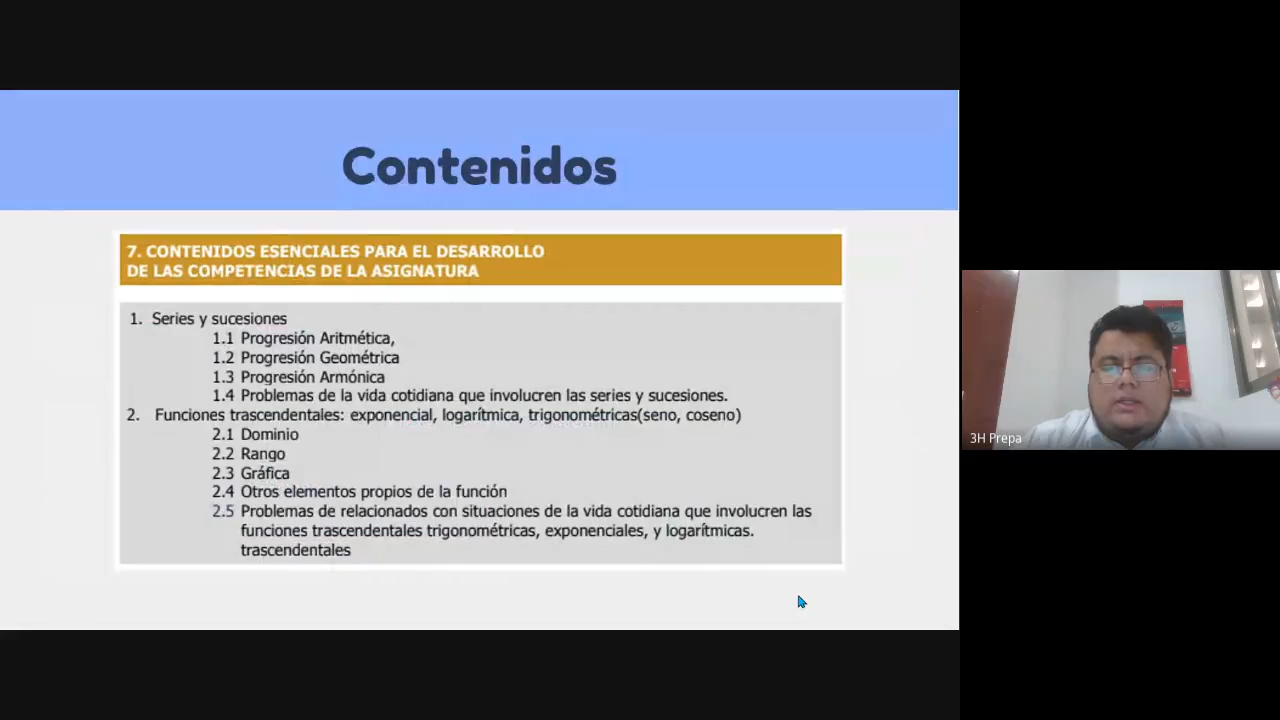 Contenidos
7. CONTENIDOS ESENCIALES PARA EL DESARROLLO
DE LAS COMPETENCIAS DE LA ASIGNATURA
1. Series y sucesiones
1.1 Progresión Aritmética,
1.2 Progresión Geométrica
1.3 Progresión Armónica
1.4 Problemas de la vida cotidiana que involucren las series y sucesiones.
2. Funciones trascendentales: exponencial, logarítmica, trigonométricas(seno, coseno)
2.1 Dominio
2.2 Rango
2.3 Gráfica
2.4 Otros elementos propios de la función
2.5 Problemas de relacionados con situaciones de la vida cotidiana que involucren las
funciones trascendentales trigonométricas, exponenciales, y logarítmicas.
trascendentales
3H Prepa